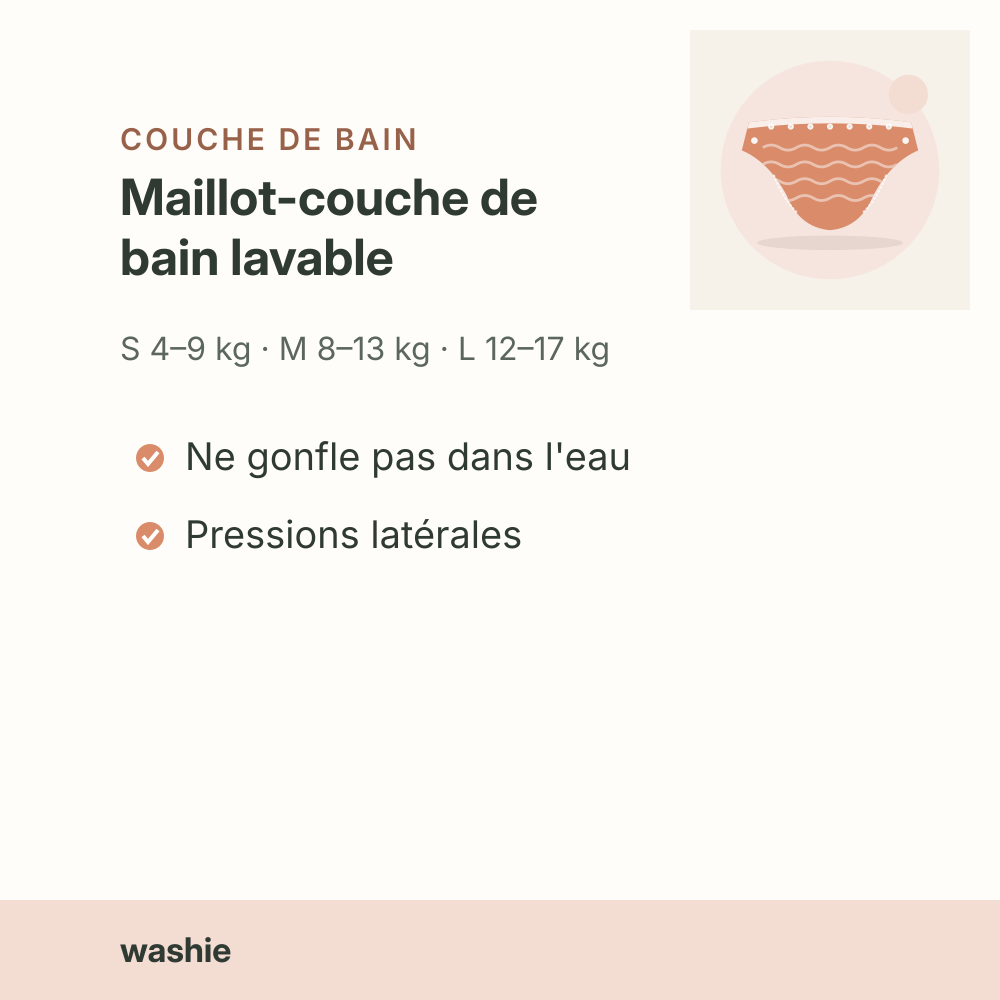 COUCHE DE BAIN
Maillot-couche de
bain lavable
S 4–9 kg · M 8–13 kg · L 12–17 kg
Ne gonfle pas dans l'eau
Pressions latérales
washie